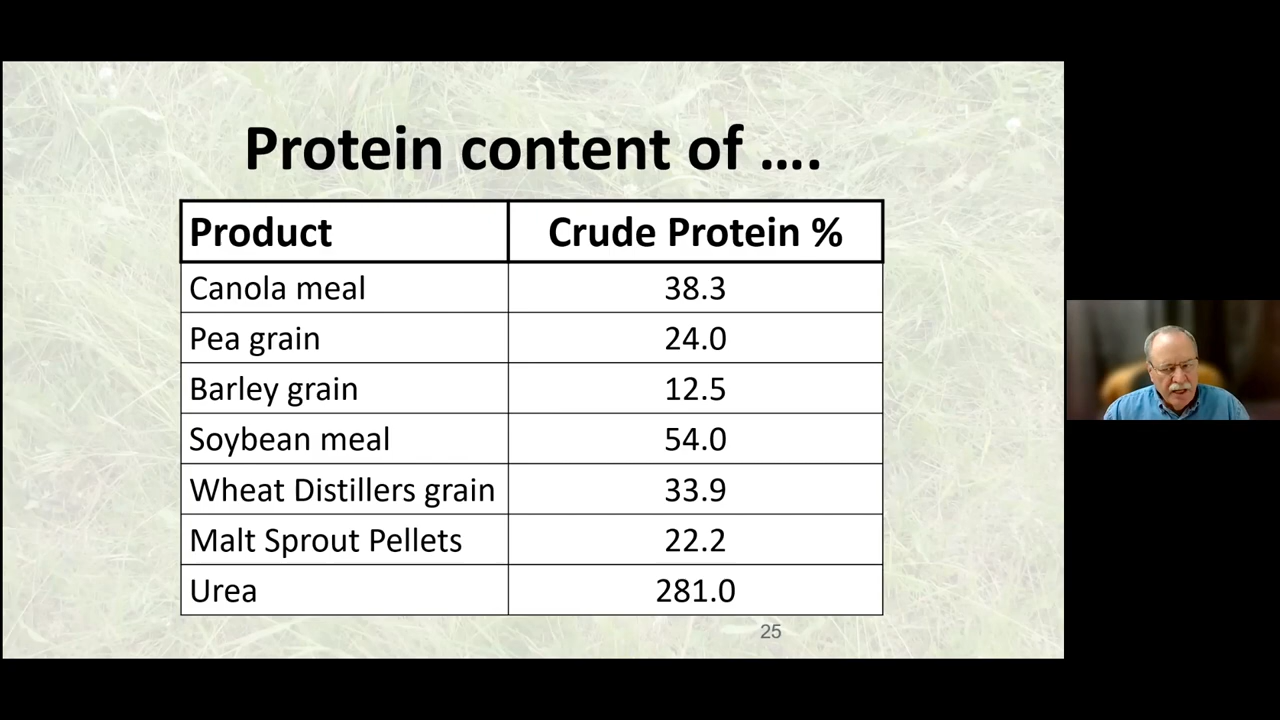 Protein content of ....
Product Crude Protein %
Canola meal 38.3
Pea grain 24.0
Barley grain 12.5
Soybean meal 54.0
Wheat Distillers grain 33.9
Malt Sprout Pellets 22.2
Urea 281.0
25